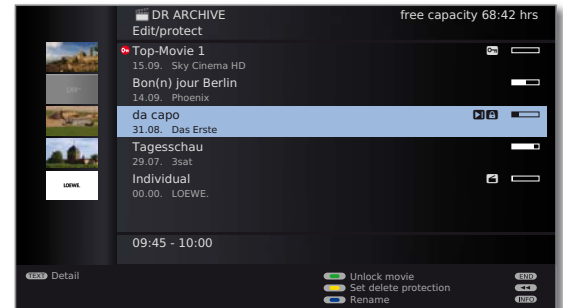 DR ARCHIVE
free capacity 68:42 hrs
Edit/protect
Top-Movie 1
15.09. Sky Cinema HD
Bon(n) jour Berlin
14.09. Phoenix
da capo
31.08. Das Erste
Tagesschau
29.07. 3sat
Individual
00.00. LOEWE.
LOEWE.
09:45 - 10:00
TEXT Detail
Unlock movie
END
Set delete protection
Rename
INFO